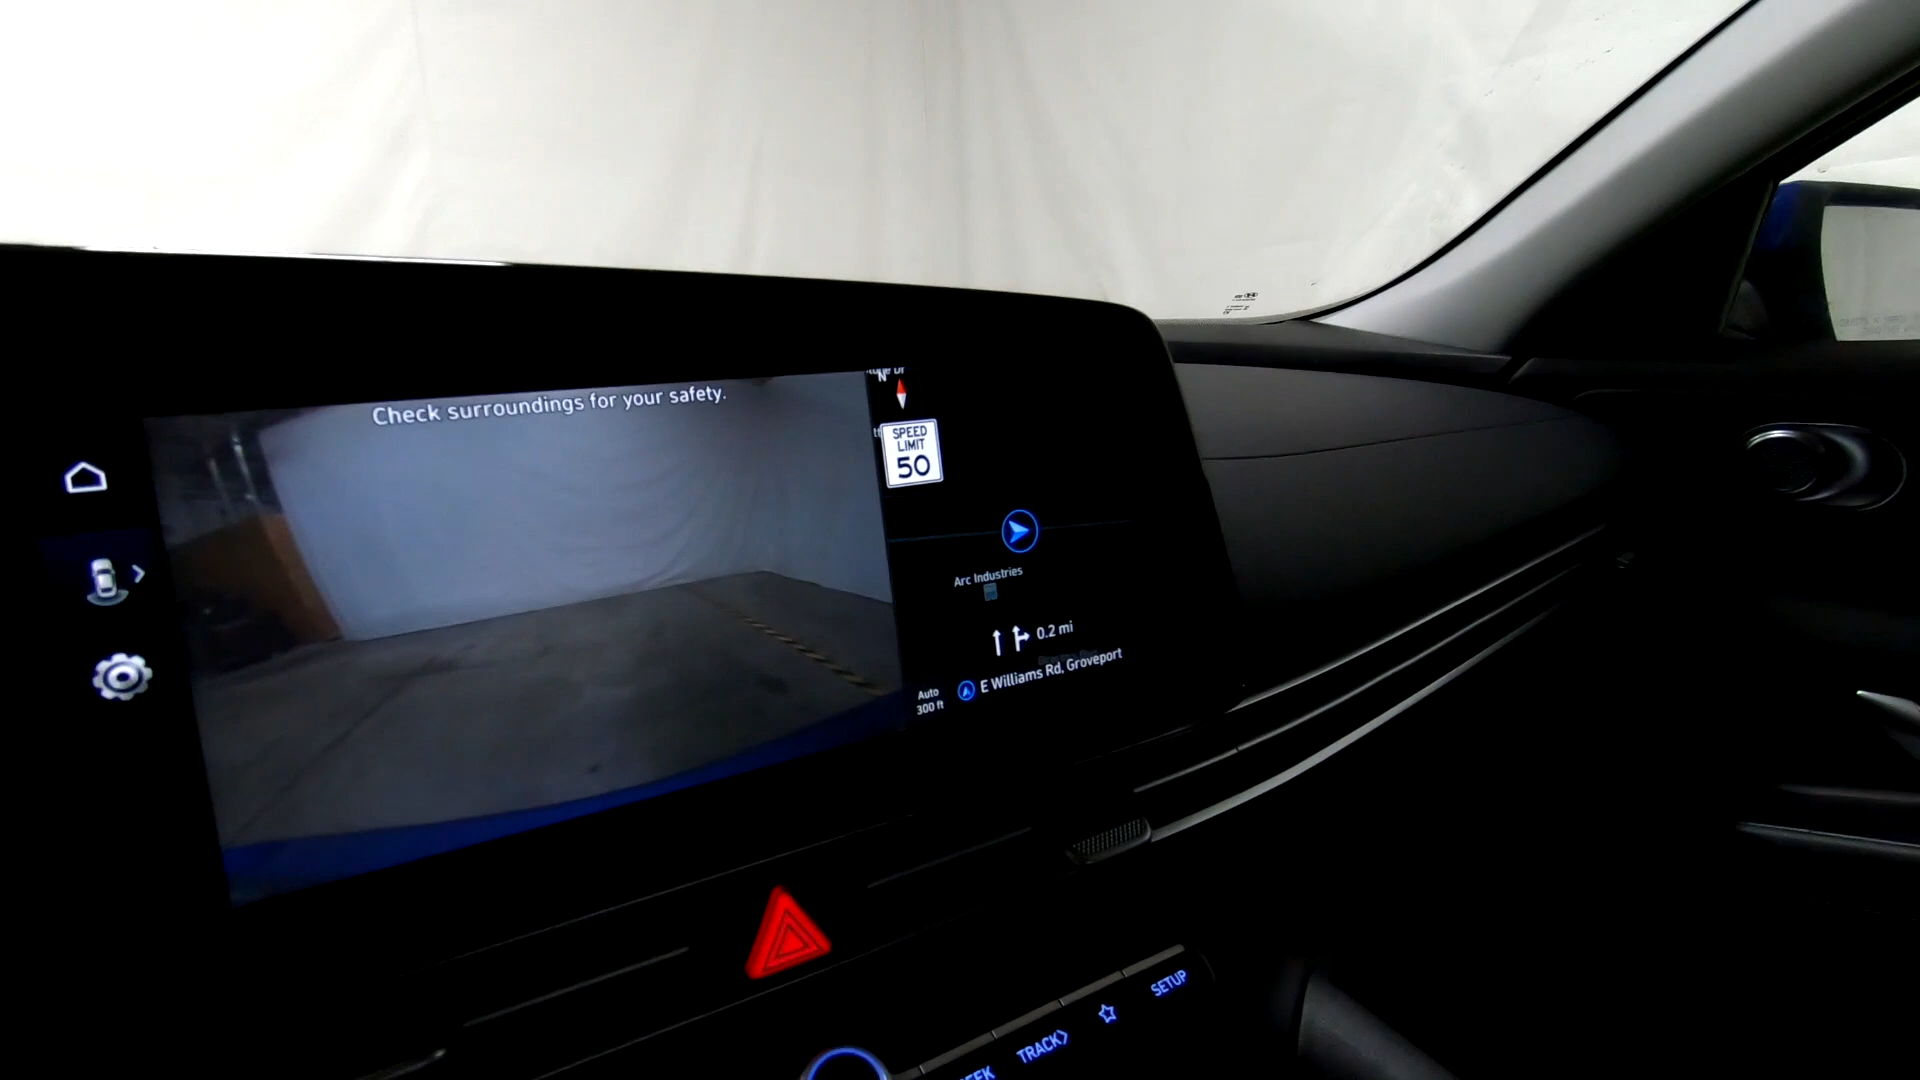 Check surroundings for your safety.
N
SPEED
LIMIT
50
Arc Industries
0.2 mi
E Williams Rd, Groveport
Auto
300 ft
TRACK
SETUP